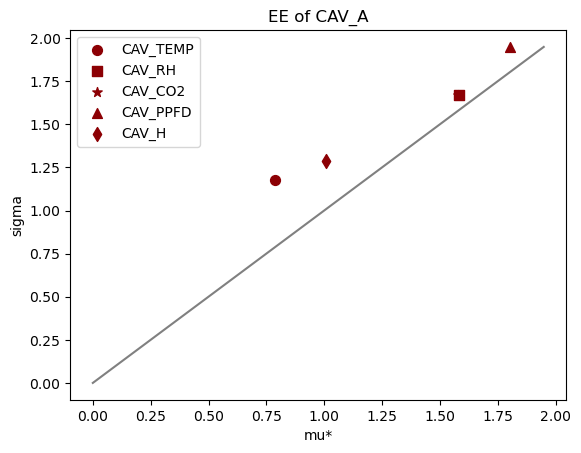 EE of CAV_A
CAV_TEMP
CAV_RH
CAV_CO2
CAV_PPFD
CAV_H
2.00
1.75
1.50
1.25
1.00
0.75
0.50
0.25
0.00
sigma
0.00 0.25 0.50 0.75 1.00 1.25 1.50 1.75 2.00
mu*